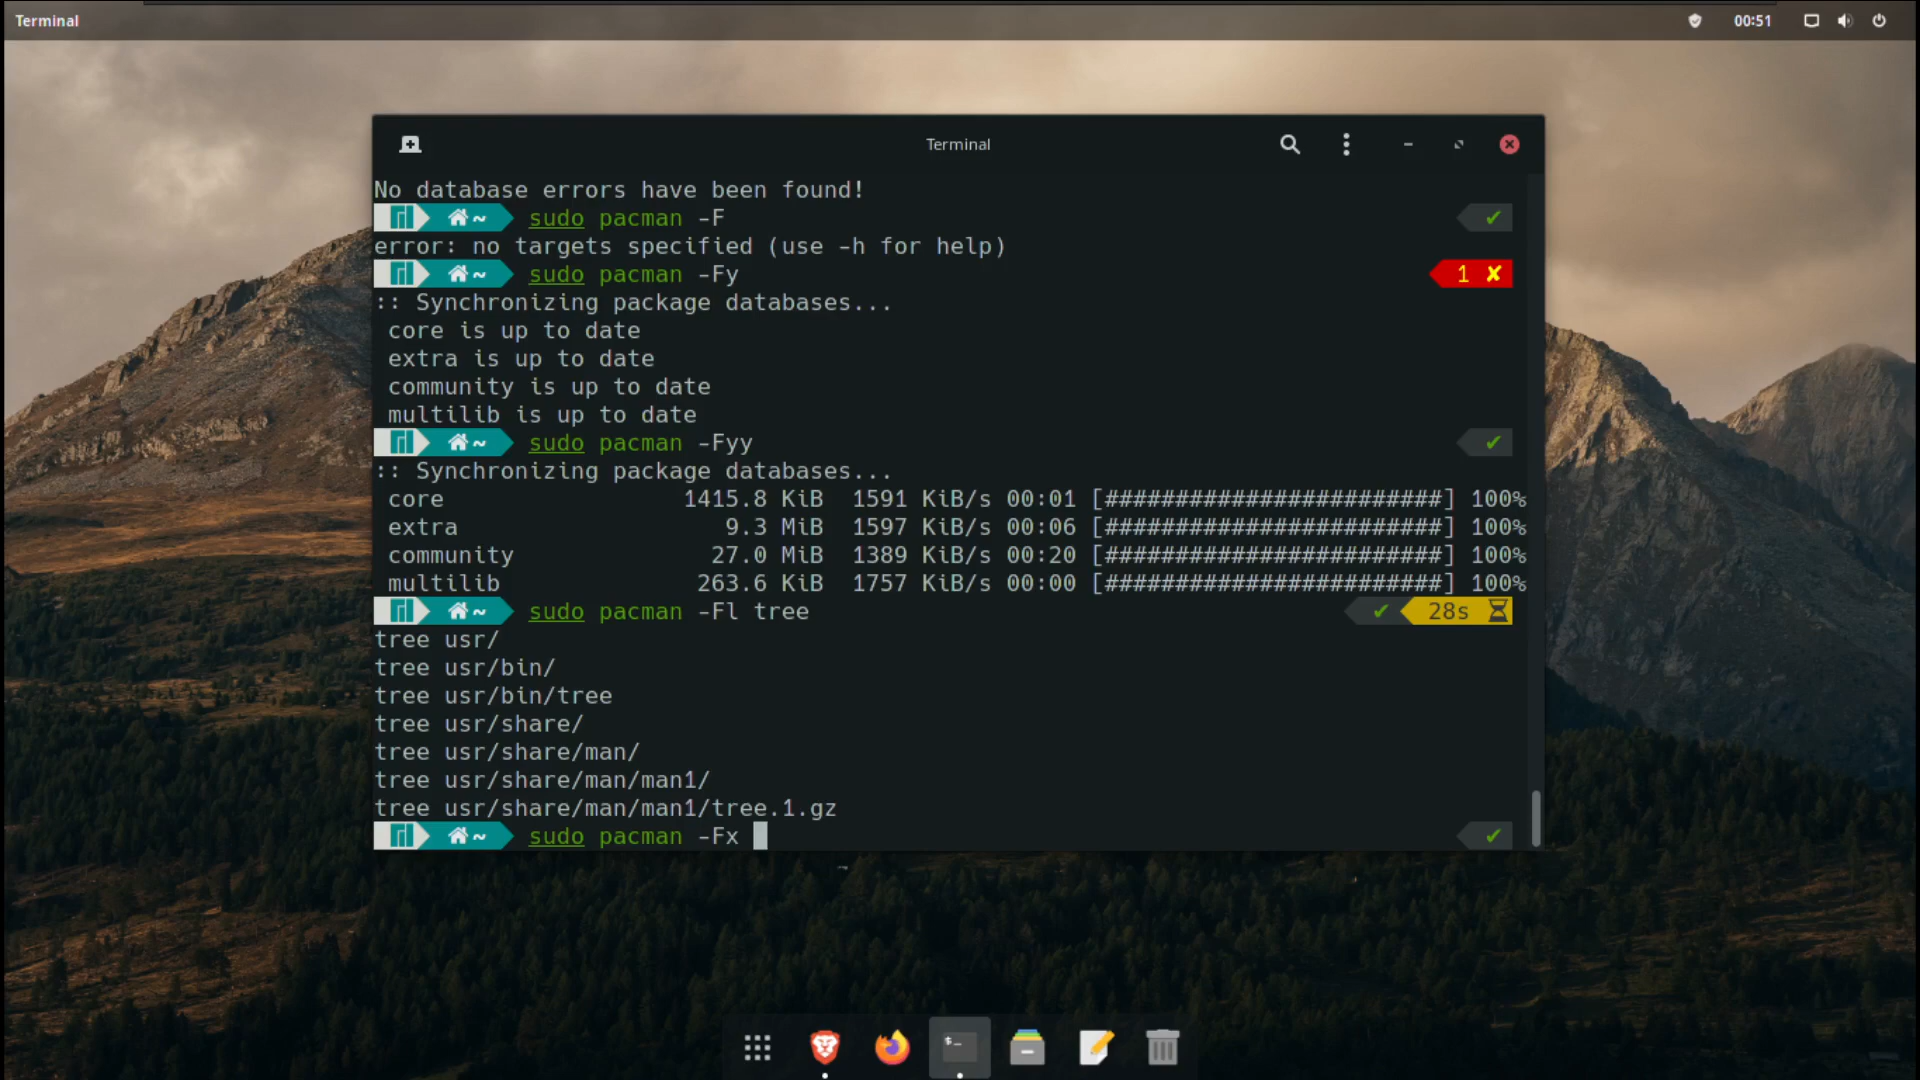 Terminal 00:51
Terminal
No database errors have been found!
~ sudo pacman -F ✔
error: no targets specified (use -h for help)
~ sudo pacman -Fy 1 ✘
:: Synchronizing package databases...
core is up to date
extra is up to date
community is up to date
multilib is up to date
~ sudo pacman -Fyy ✔
:: Synchronizing package databases...
core 1415.8 KiB 1591 KiB/s 00:01 [########################] 100%
extra 9.3 MiB 1597 KiB/s 00:06 [########################] 100%
community 27.0 MiB 1389 KiB/s 00:20 [########################] 100%
multilib 263.6 KiB 1757 KiB/s 00:00 [########################] 100%
~ sudo pacman -Fl tree ✔ 28s
tree usr/
tree usr/bin/
tree usr/bin/tree
tree usr/share/
tree usr/share/man/
tree usr/share/man/man1/
tree usr/share/man/man1/tree.1.gz
~ sudo pacman -Fx ✔
$_